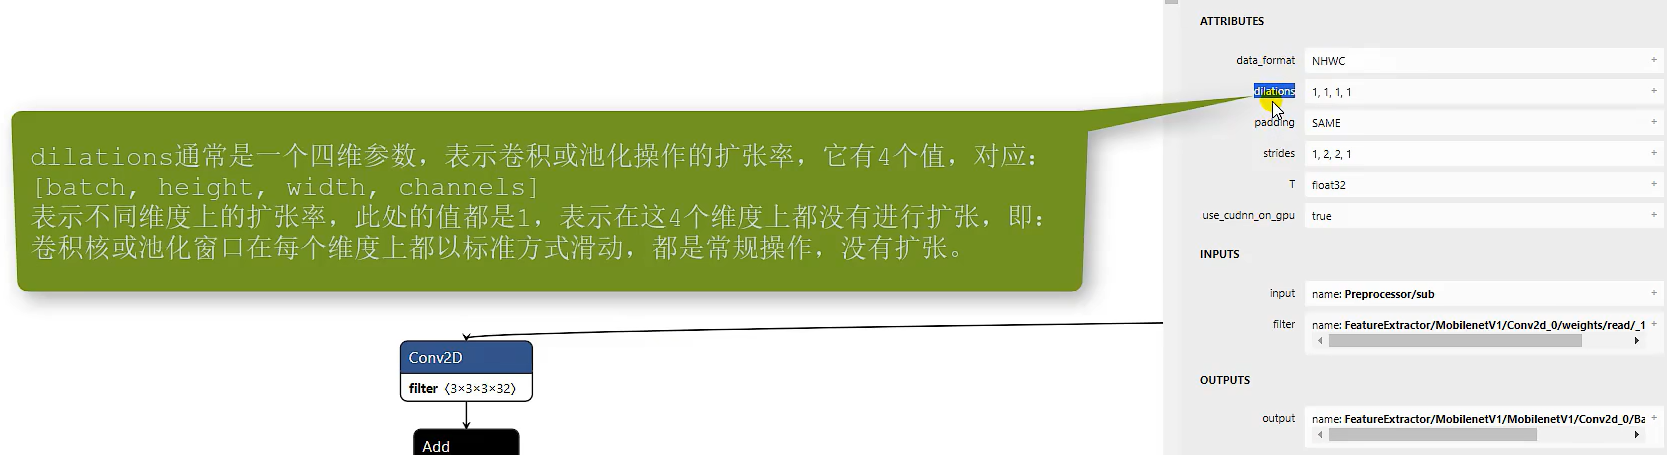 dilations通常是一个四维参数，表示卷积或池化操作的扩张率，它有4个值，对应：
[batch, height, width, channels]
表示不同维度上的扩张率，此处的值都是1，表示在这4个维度上都没有进行扩张，即：
卷积核或池化窗口在每个维度上都以标准方式滑动，都是常规操作，没有扩张。
Conv2D
filter〈3×3×3×32〉
Add
ATTRIBUTES
data_format NHWC +
dilations 1, 1, 1, 1 +
padding SAME +
strides 1, 2, 2, 1 +
T float32 +
use_cudnn_on_gpu true +
INPUTS
input name: Preprocessor/sub +
filter name: FeatureExtractor/MobilenetV1/Conv2d_0/weights/read/_1 +
OUTPUTS
output name: FeatureExtractor/MobilenetV1/MobilenetV1/Conv2d_0/Ba +